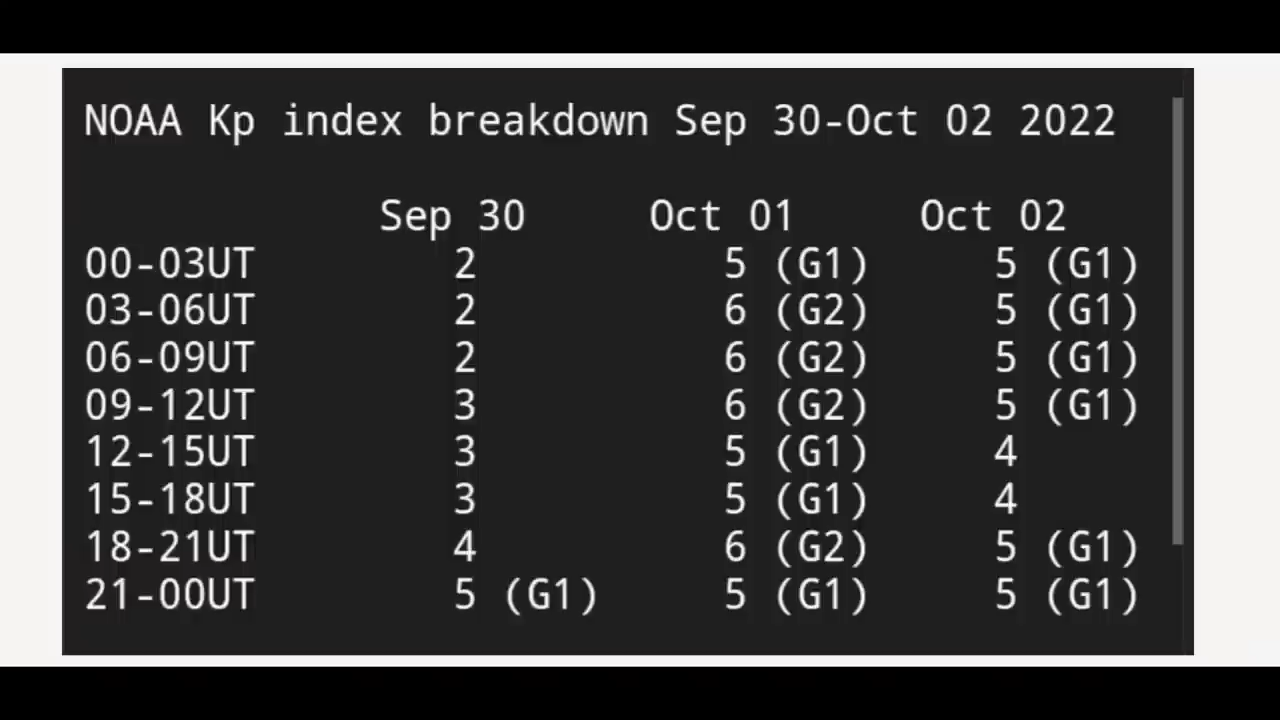 NOAA Kp index breakdown Sep 30-Oct 02 2022
Sep 30 Oct 01 Oct 02
00-03UT 2 5 (G1) 5 (G1)
03-06UT 2 6 (G2) 5 (G1)
06-09UT 2 6 (G2) 5 (G1)
09-12UT 3 6 (G2) 5 (G1)
12-15UT 3 5 (G1) 4
15-18UT 3 5 (G1) 4
18-21UT 4 6 (G2) 5 (G1)
21-00UT 5 (G1) 5 (G1) 5 (G1)